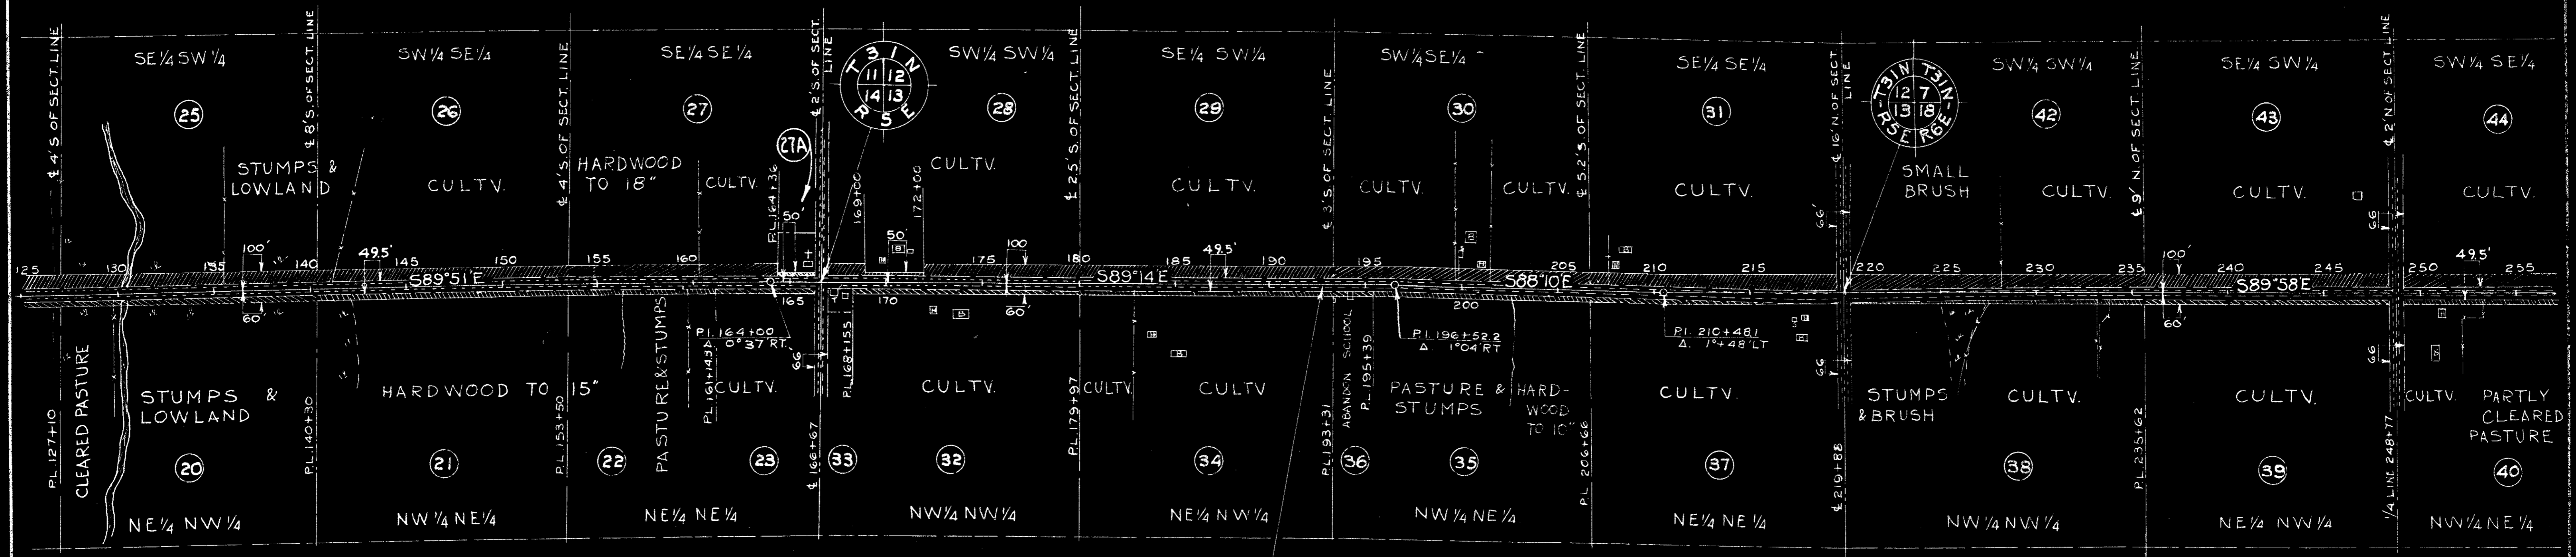 SE¼ SW¼
SW¼ SE¼
SE¼ SE¼
SW¼ SW¼
SE¼ SW¼
SW¼ SE¼
SE¼ SE¼
SW¼ SW¼
SE¼ SW¼
SW¼ SE¼
₵ 4'S. OF SECT. LINE
₵ 8'S. OF SECT. LINE
₵ 4'S. OF SECT. LINE
₵ 2'S. OF SECT. LINE
₵ 2.5'S. OF SECT. LINE
₵ 3'S OF SECT LINE
₵ 5.2'S. OF SECT. LINE
₵ 16'N. OF SECT LINE
₵ 9'N. OF SECT. LINE
₵ 2'N OF SECT LINE
T 31 N
11 12
14 13
R 5 E
T31N T31N
12 7
13 18
R5E R6E
25
26
27
27A
28
29
30
31
42
43
44
STUMPS &
LOWLAND
CULTV.
HARDWOOD
TO 18"
CULTV.
CULTV.
CULTV.
CULTV.
CULTV.
CULTV.
SMALL
BRUSH
CULTV.
CULTV.
CULTV.
P.L. 164+36
50'
169+00
172+00
50'
66'
66
100'
49.5'
100
49.5'
100'
49.5'
125
130
135
140
145
150
155
160
175
180
185
190
195
205
210
215
220
225
230
235
240
245
250
255
S89°51'E
S89°14'E
S88°10'E
S89°58'E
165
170
200
60'
60'
60'
P.I. 164+00
Δ 0°37' RT.
P.I. 196+52.2
Δ. 1°04' RT
P.I. 210+48.1
Δ. 1°48' LT
66
66
66
P.L. 127+10
CLEARED PASTURE
STUMPS &
LOWLAND
P.L. 140+30
HARDWOOD TO 15"
P.L. 153+50
PASTURE & STUMPS
P.L. 161+143
CULTV.
₵ 166+67
P.L. 168+155
CULTV.
P.L. 179+97
CULTV.
CULTV
P.L. 193+31
ABANDON SCHOOL
P.L. 195+39
PASTURE &
STUMPS
HARD-
WOOD
TO 10"
P.L. 206+66
CULTV.
₵ 219+88
STUMPS
& BRUSH
CULTV.
P.L. 235+62
CULTV.
¼ LINE 248+77
CULTV.
PARTLY
CLEARED
PASTURE
20
21
22
23
33
32
34
36
35
37
38
39
40
NE¼ NW¼
NW¼ NE¼
NE¼ NE¼
NW¼ NW¼
NE¼ NW¼
NW¼ NE¼
NE¼ NE¼
NW¼ NW¼
NE¼ NW¼
NW¼ NE¼